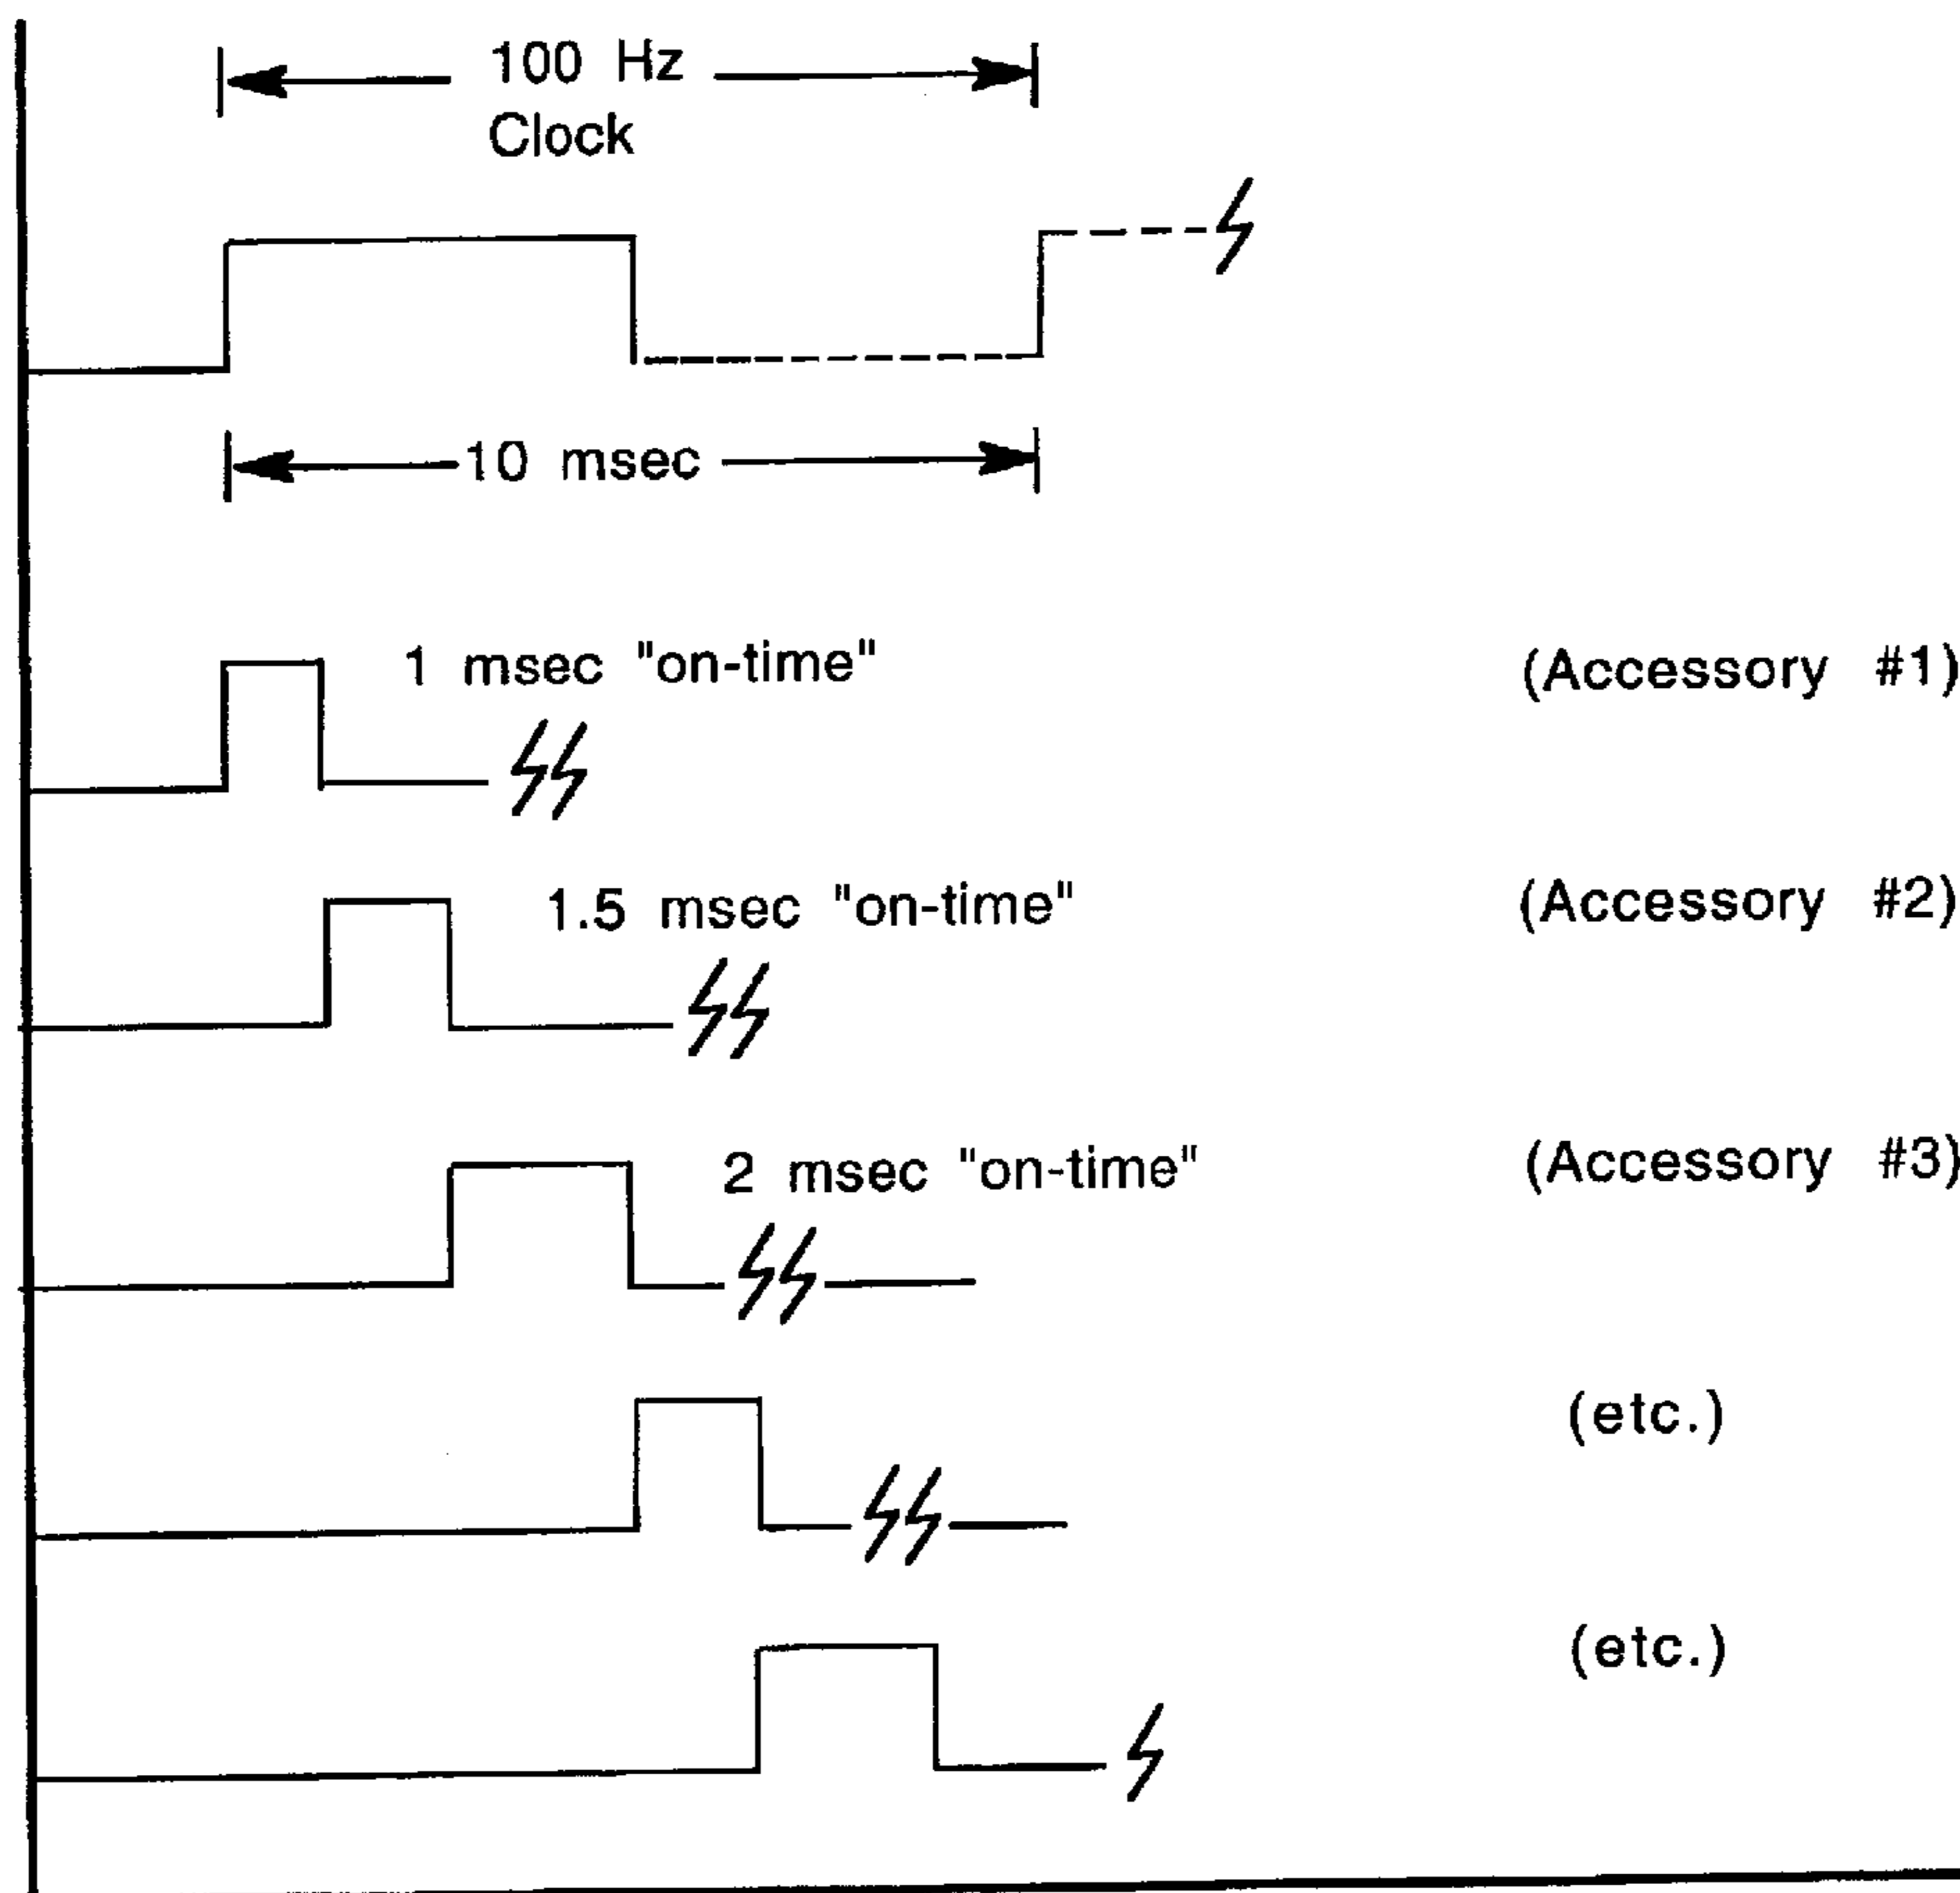 100 Hz
Clock
10 msec
1 msec "on-time" (Accessory #1)
1.5 msec "on-time" (Accessory #2)
2 msec "on-time" (Accessory #3)
(etc.)
(etc.)